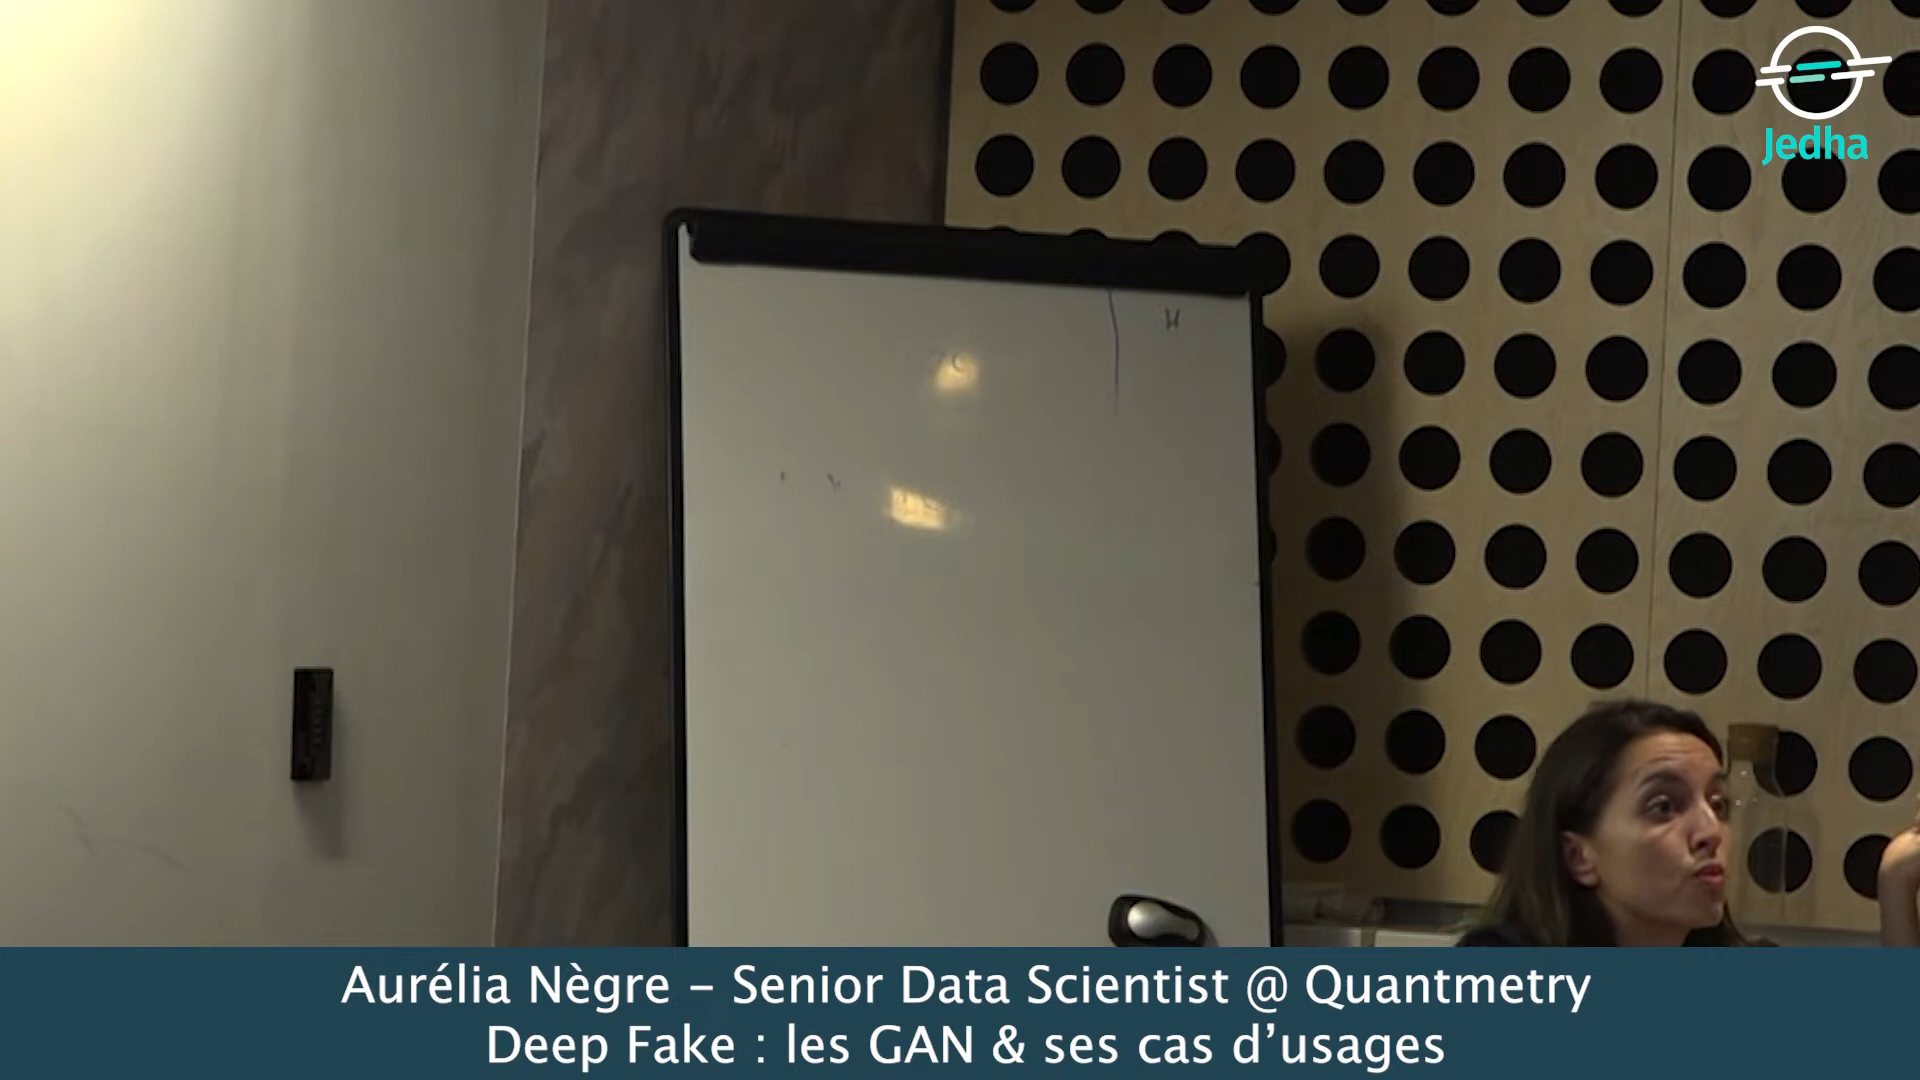 Jedha
Aurélia Nègre – Senior Data Scientist @ Quantmetry
Deep Fake : les GAN & ses cas d’usages